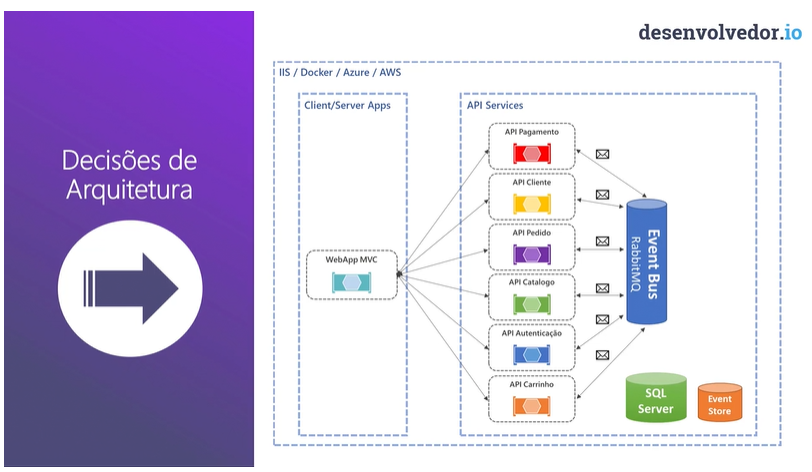 desenvolvedor.io
Decisões de
Arquitetura
IIS / Docker / Azure / AWS
Client/Server Apps
WebApp MVC
API Services
API Pagamento
API Cliente
API Pedido
API Catalogo
API Autenticação
API Carrinho
Event Bus
RabbitMQ
SQL
Server
Event
Store